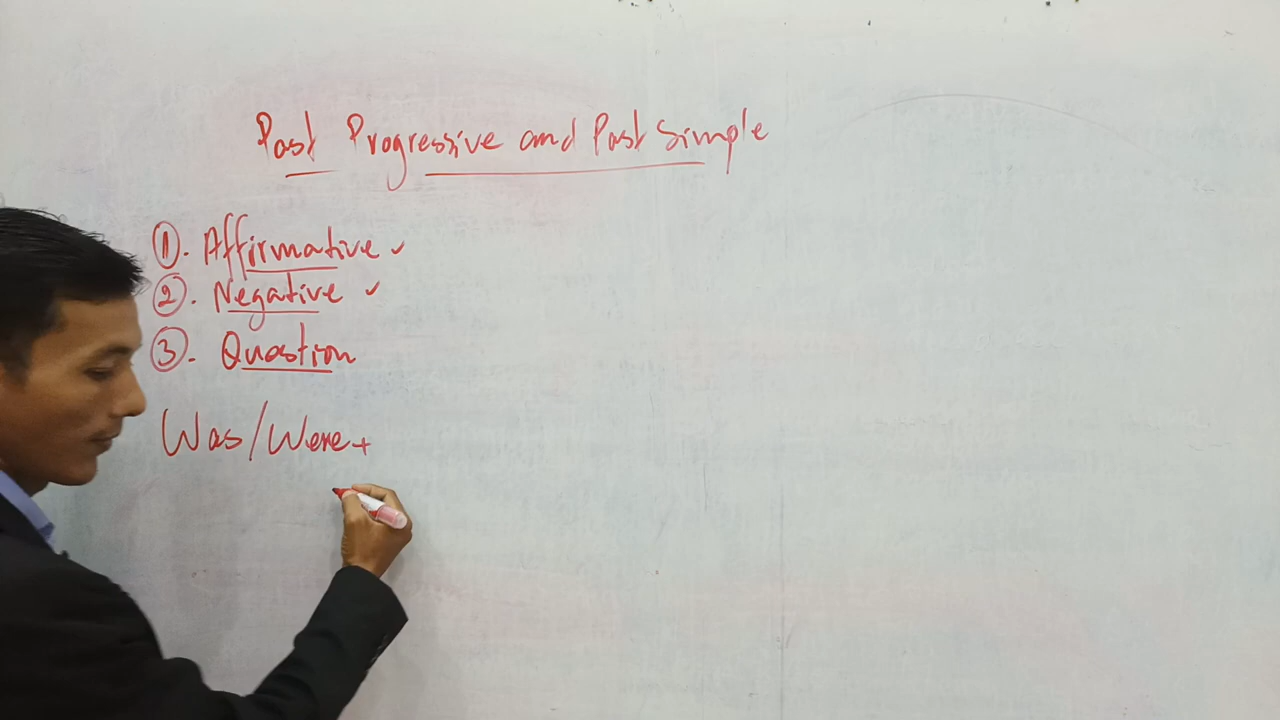 Past Progressive and Past Simple
①. Affirmative ✓
②. Negative ✓
③. Question
Was/Were+